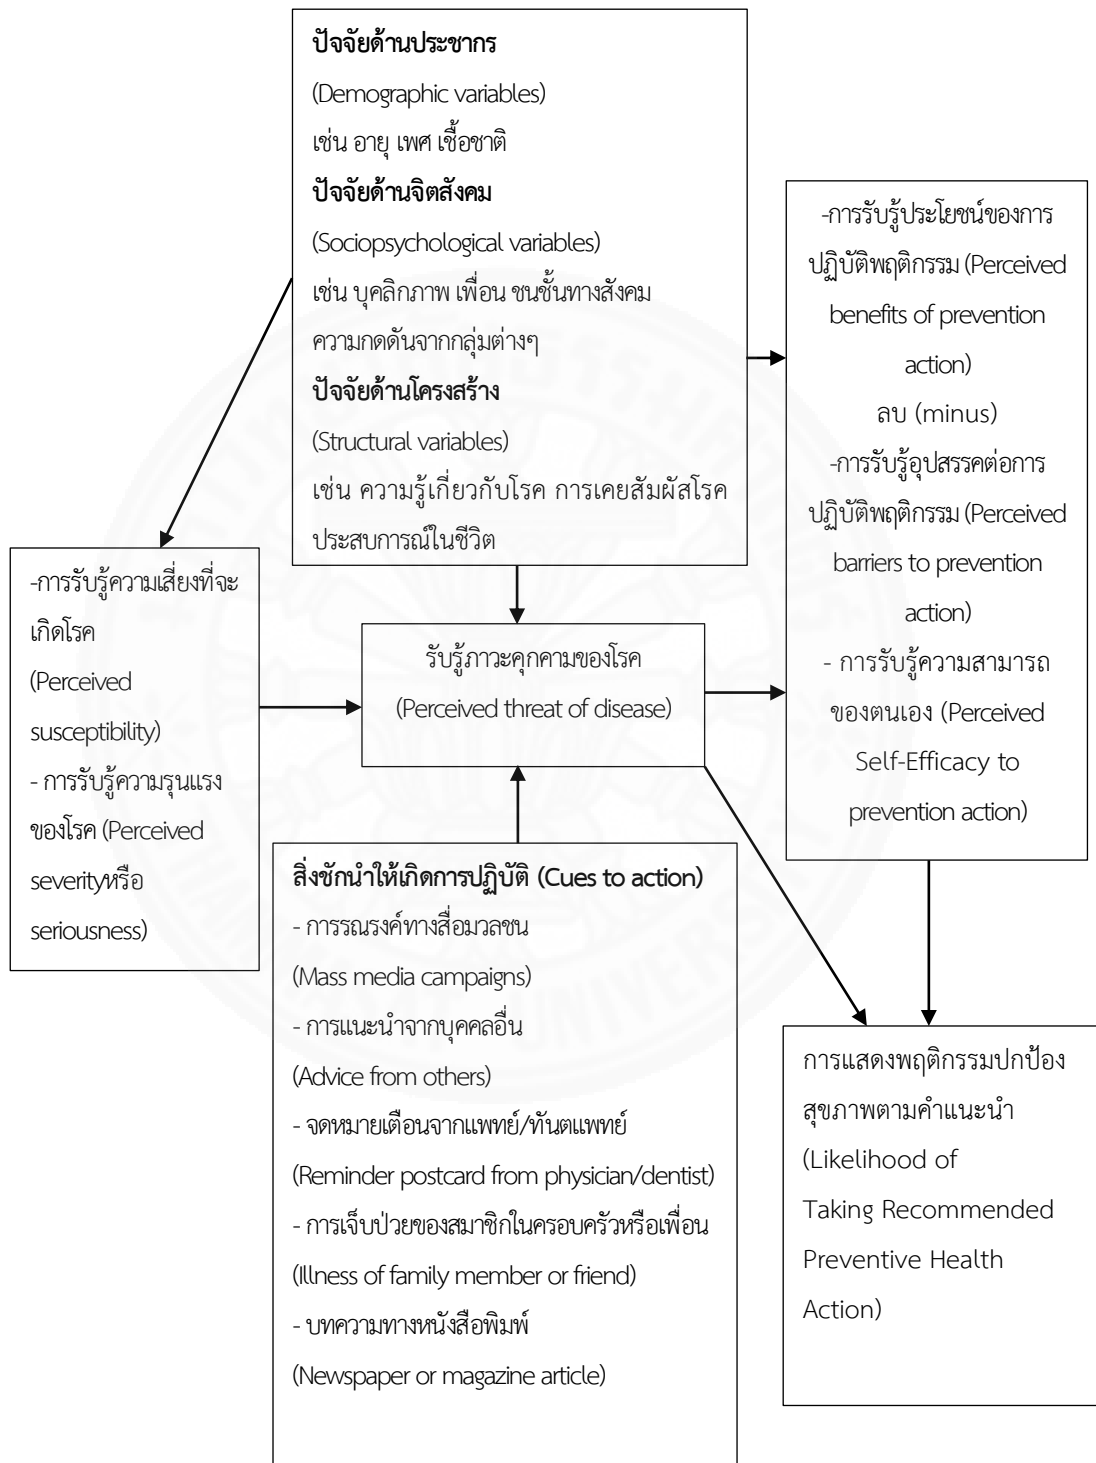 ปัจจัยด้านประชากร
(Demographic variables)
เช่น อายุ เพศ เชื้อชาติ
ปัจจัยด้านจิตสังคม
(Sociopsychological variables)
เช่น บุคลิกภาพ เพื่อน ชนชั้นทางสังคม
ความกดดันจากกลุ่มต่างๆ
ปัจจัยด้านโครงสร้าง
(Structural variables)
เช่น ความรู้เกี่ยวกับโรค การเคยสัมผัสโรค
ประสบการณ์ในชีวิต
-การรับรู้ประโยชน์ของการ
ปฏิบัติพฤติกรรม (Perceived
benefits of prevention
action)
ลบ (minus)
-การรับรู้อุปสรรคต่อการ
ปฏิบัติพฤติกรรม (Perceived
barriers to prevention
action)
- การรับรู้ความสามารถ
ของตนเอง (Perceived
Self-Efficacy to
prevention action)
-การรับรู้ความเสี่ยงที่จะ
เกิดโรค
(Perceived
susceptibility)
- การรับรู้ความรุนแรง
ของโรค (Perceived
severityหรือ
seriousness)
รับรู้ภาวะคุกคามของโรค
(Perceived threat of disease)
สิ่งชักนำให้เกิดการปฏิบัติ (Cues to action)
- การรณรงค์ทางสื่อมวลชน
(Mass media campaigns)
- การแนะนำจากบุคคลอื่น
(Advice from others)
- จดหมายเตือนจากแพทย์/ทันตแพทย์
(Reminder postcard from physician/dentist)
- การเจ็บป่วยของสมาชิกในครอบครัวหรือเพื่อน
(Illness of family member or friend)
- บทความทางหนังสือพิมพ์
(Newspaper or magazine article)
การแสดงพฤติกรรมปกป้อง
สุขภาพตามคำแนะนำ
(Likelihood of
Taking Recommended
Preventive Health
Action)